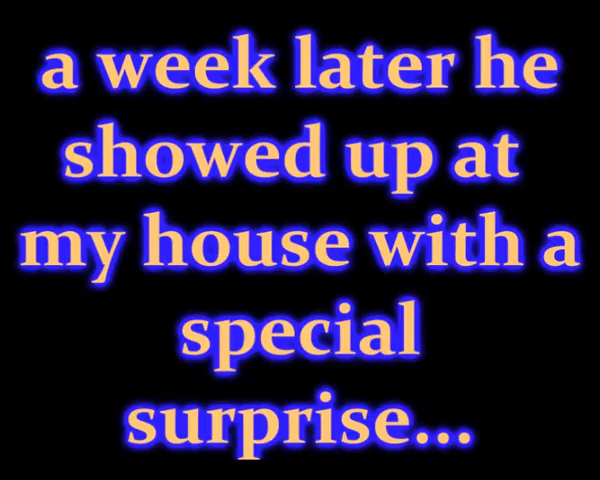 a week later he
showed up at
my house with a
special
surprise...